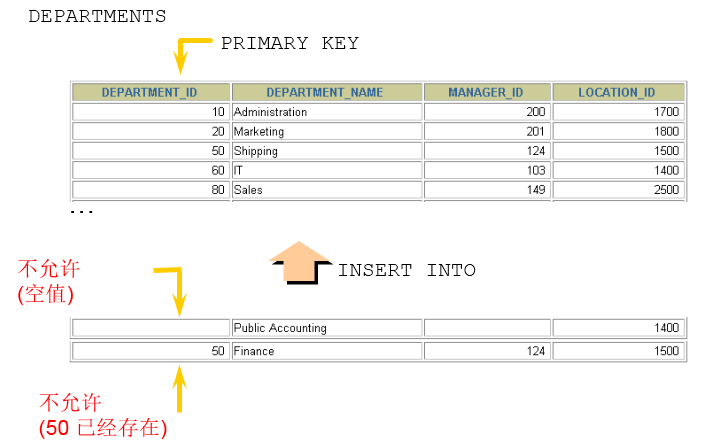 DEPARTMENTS
PRIMARY KEY
DEPARTMENT_ID DEPARTMENT_NAME MANAGER_ID LOCATION_ID
10 Administration 200 1700
20 Marketing 201 1800
50 Shipping 124 1500
60 IT 103 1400
80 Sales 149 2500
...
INSERT INTO
不允许
(空值)
Public Accounting 1400
50 Finance 124 1500
不允许
(50 已经存在)